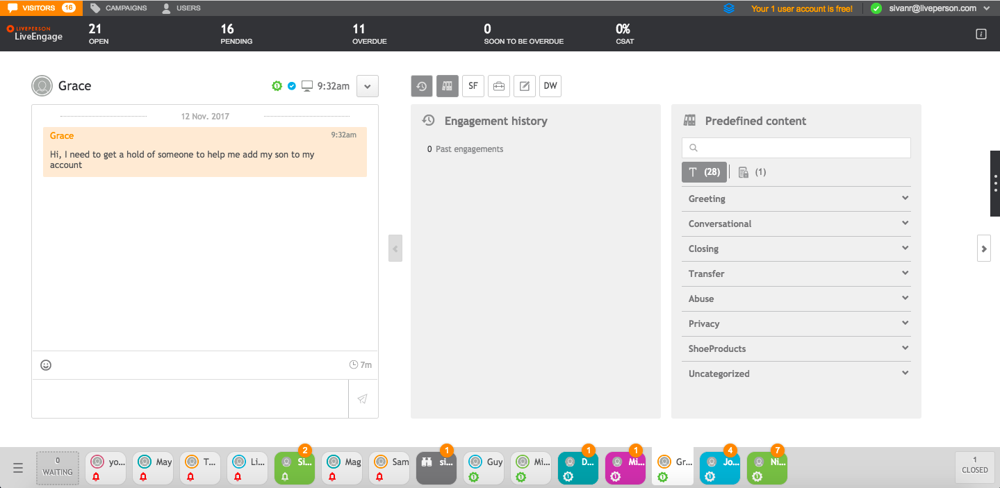 VISITORS 16 CAMPAIGNS USERS Your 1 user account is free! sivanr@liveperson.com
LIVEPERSON
LiveEngage
21 16 11 0 0%
OPEN PENDING OVERDUE SOON TO BE OVERDUE CSAT
Grace 9:32am
SF DW
12 Nov. 2017
Grace 9:32am
Hi, I need to get a hold of someone to help me add my son to my
account
7m
Engagement history
0 Past engagements
Predefined content
T (28) (1)
Greeting
Conversational
Closing
Transfer
Abuse
Privacy
ShoeProducts
Uncategorized
2 1 1 1 4 7
0
WAITING
yo... May T... Li... Si... Mag Sam si... Guy Mi... D... Mi... Gr... Jo... Ni...
1
CLOSED